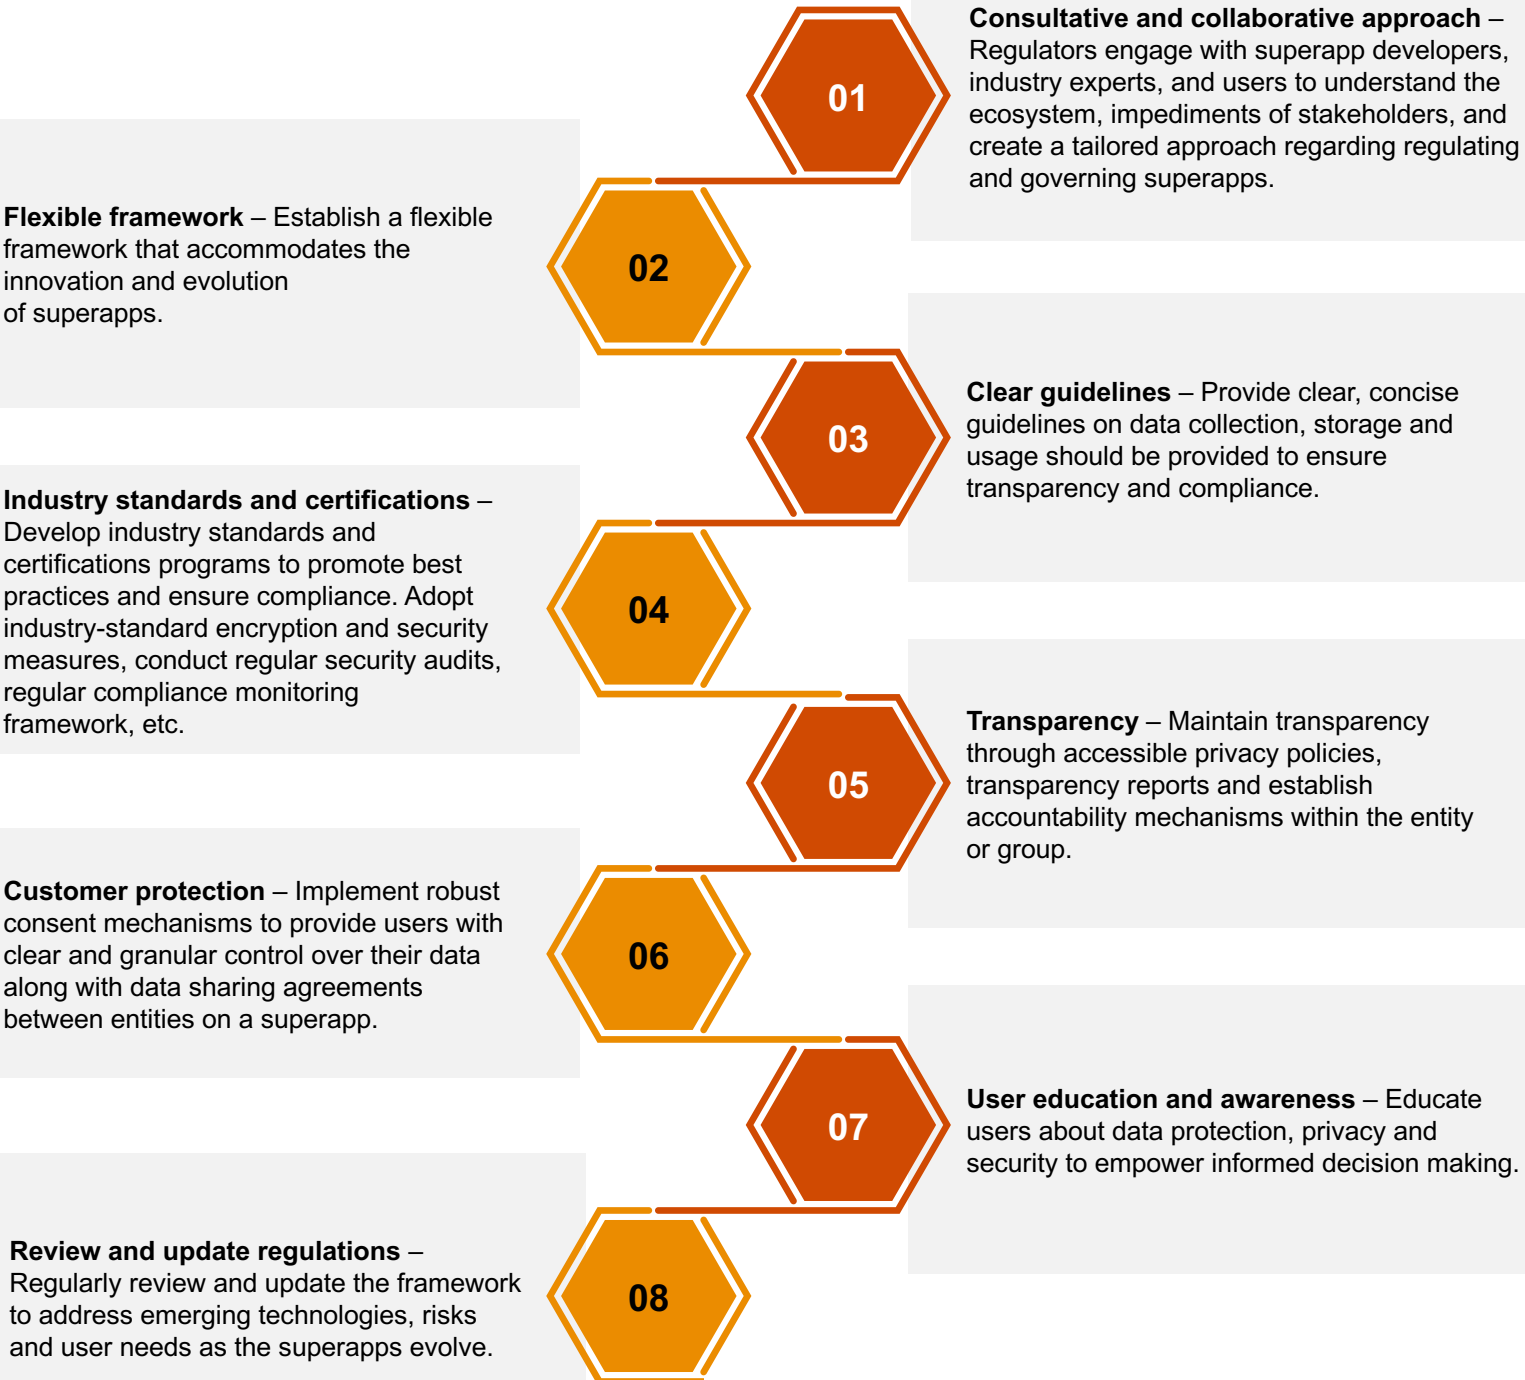 01
Consultative and collaborative approach –
Regulators engage with superapp developers,
industry experts, and users to understand the
ecosystem, impediments of stakeholders, and
create a tailored approach regarding regulating
and governing superapps.
Flexible framework – Establish a flexible
framework that accommodates the
innovation and evolution
of superapps.
02
03
Clear guidelines – Provide clear, concise
guidelines on data collection, storage and
usage should be provided to ensure
transparency and compliance.
Industry standards and certifications –
Develop industry standards and
certifications programs to promote best
practices and ensure compliance. Adopt
industry-standard encryption and security
measures, conduct regular security audits,
regular compliance monitoring
framework, etc.
04
05
Transparency – Maintain transparency
through accessible privacy policies,
transparency reports and establish
accountability mechanisms within the entity
or group.
Customer protection – Implement robust
consent mechanisms to provide users with
clear and granular control over their data
along with data sharing agreements
between entities on a superapp.
06
07
User education and awareness – Educate
users about data protection, privacy and
security to empower informed decision making.
Review and update regulations –
Regularly review and update the framework
to address emerging technologies, risks
and user needs as the superapps evolve.
08